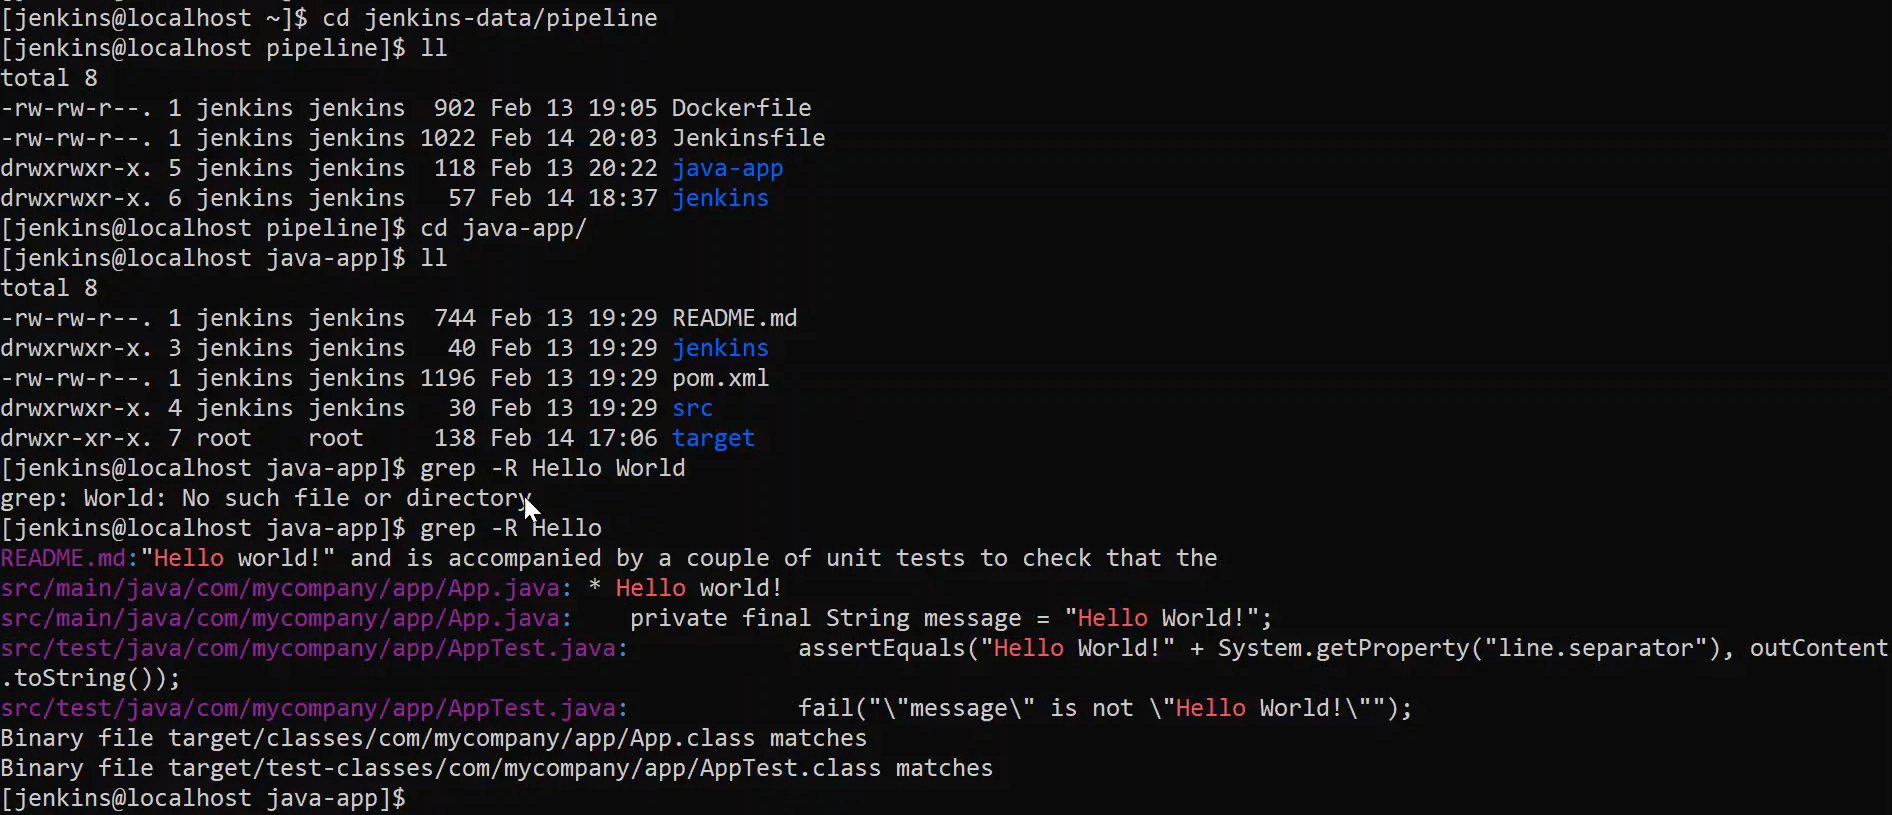 [jenkins@localhost ~]$ cd jenkins-data/pipeline
[jenkins@localhost pipeline]$ ll
total 8
-rw-rw-r--. 1 jenkins jenkins  902 Feb 13 19:05 Dockerfile
-rw-rw-r--. 1 jenkins jenkins 1022 Feb 14 20:03 Jenkinsfile
drwxrwxr-x. 5 jenkins jenkins  118 Feb 13 20:22 java-app
drwxrwxr-x. 6 jenkins jenkins   57 Feb 14 18:37 jenkins
[jenkins@localhost pipeline]$ cd java-app/
[jenkins@localhost java-app]$ ll
total 8
-rw-rw-r--. 1 jenkins jenkins  744 Feb 13 19:29 README.md
drwxrwxr-x. 3 jenkins jenkins   40 Feb 13 19:29 jenkins
-rw-rw-r--. 1 jenkins jenkins 1196 Feb 13 19:29 pom.xml
drwxrwxr-x. 4 jenkins jenkins   30 Feb 13 19:29 src
drwxr-xr-x. 7 root    root     138 Feb 14 17:06 target
[jenkins@localhost java-app]$ grep -R Hello World
grep: World: No such file or directory
[jenkins@localhost java-app]$ grep -R Hello
README.md:"Hello world!" and is accompanied by a couple of unit tests to check that the
src/main/java/com/mycompany/app/App.java: * Hello world!
src/main/java/com/mycompany/app/App.java:    private final String message = "Hello World!";
src/test/java/com/mycompany/app/AppTest.java:            assertEquals("Hello World!" + System.getProperty("line.separator"), outContent
.toString());
src/test/java/com/mycompany/app/AppTest.java:            fail("\"message\" is not \"Hello World!\"");
Binary file target/classes/com/mycompany/app/App.class matches
Binary file target/test-classes/com/mycompany/app/AppTest.class matches
[jenkins@localhost java-app]$